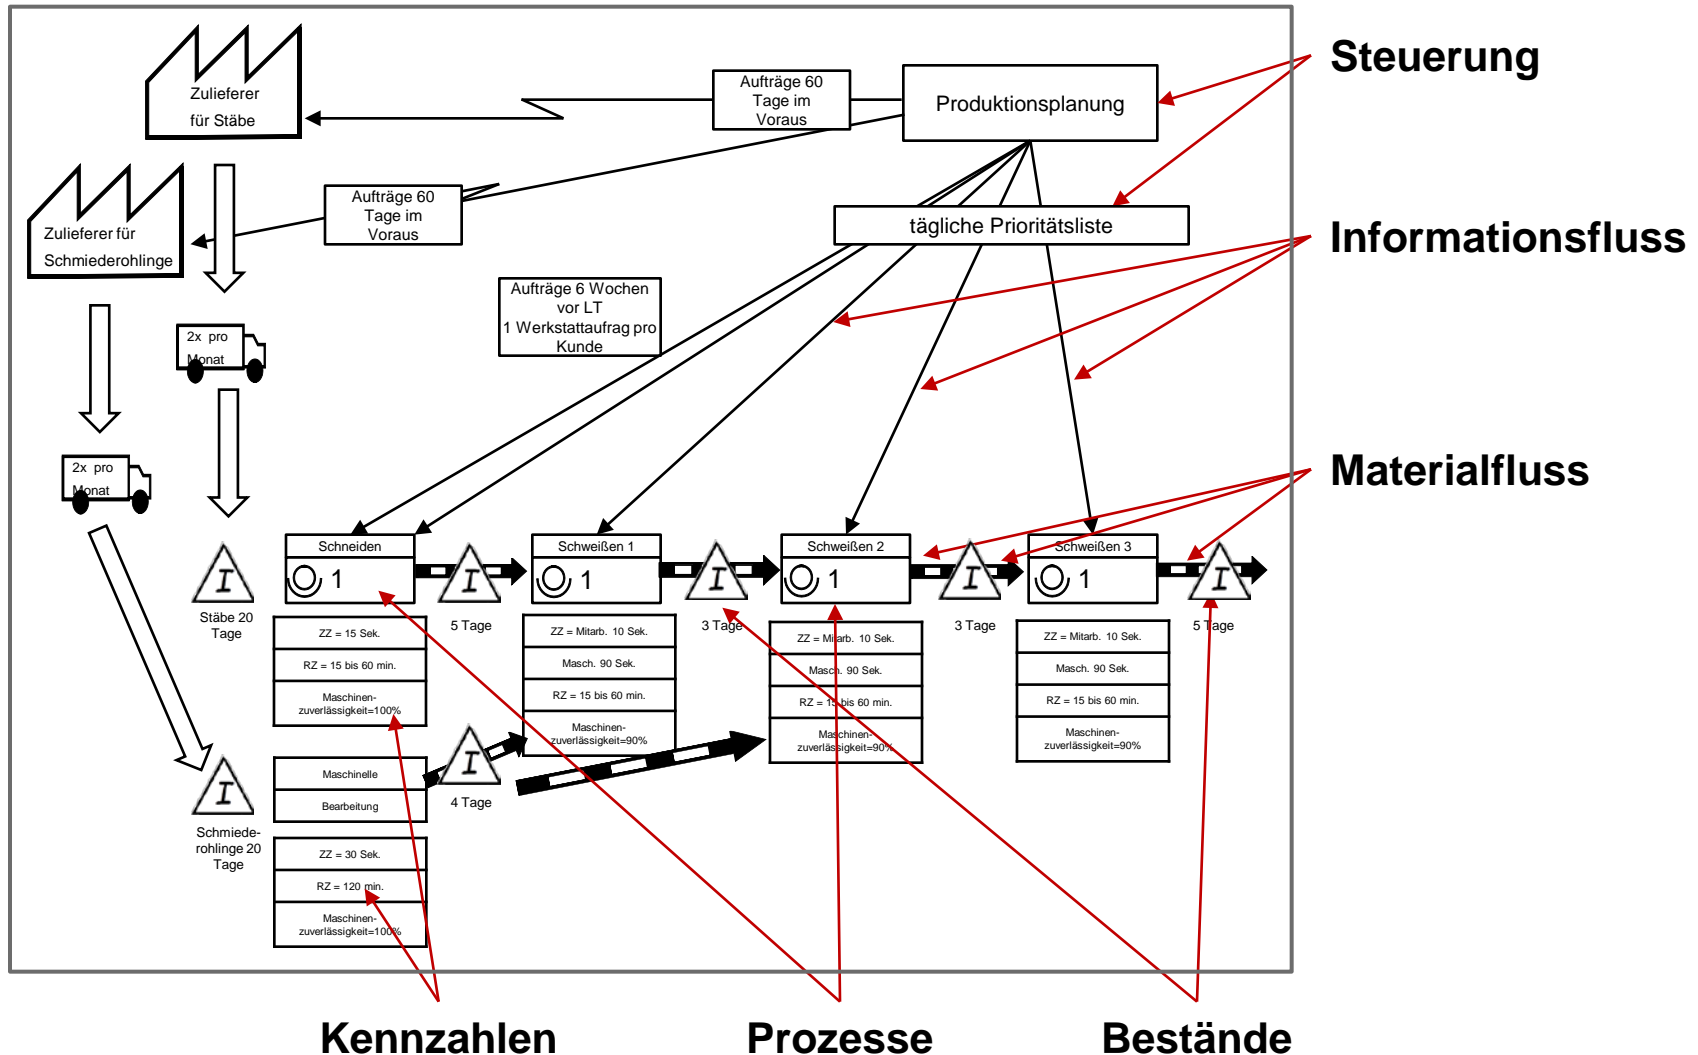 Steuerung
Zulieferer
für Stäbe
Aufträge 60
Tage im
Voraus
Produktionsplanung
Zulieferer für
Schmiederohlinge
Aufträge 60
Tage im
Voraus
tägliche Prioritätsliste
Informationsfluss
Aufträge 6 Wochen
vor LT
1 Werkstattaufrag pro
Kunde
2x pro
Monat
2x pro
Monat
Materialfluss
Schneiden
1
Schweißen 1
1
Schweißen 2
1
Schweißen 3
1
I
I
I
I
I
Stäbe 20
Tage
5 Tage
3 Tage
3 Tage
5 Tage
ZZ = 15 Sek.
RZ = 15 bis 60 min.
Maschinen-
zuverlässigkeit=100%
ZZ = Mitarb. 10 Sek.
Masch. 90 Sek.
RZ = 15 bis 60 min.
Maschinen-
zuverlässigkeit=90%
ZZ = Mitarb. 10 Sek.
Masch. 90 Sek.
RZ = 15 bis 60 min.
Maschinen-
zuverlässigkeit=90%
ZZ = Mitarb. 10 Sek.
Masch. 90 Sek.
RZ = 15 bis 60 min.
Maschinen-
zuverlässigkeit=90%
I
Schmiede-
rohlinge 20
Tage
Maschinelle
Bearbeitung
I
4 Tage
ZZ = 30 Sek.
RZ = 120 min.
Maschinen-
zuverlässigkeit=100%
Kennzahlen
Prozesse
Bestände